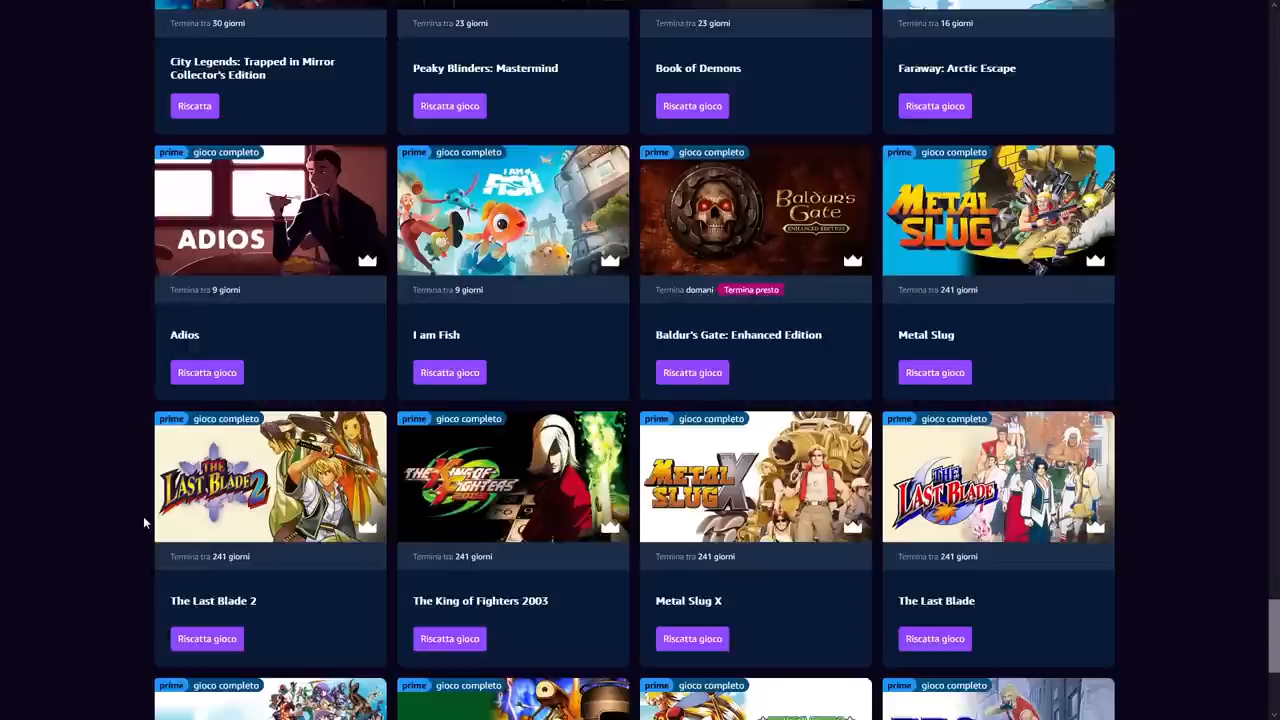 Termina tra 30 giorni
Termina tra 23 giorni
Termina tra 23 giorni
Termina tra 16 giorni
City Legends: Trapped in Mirror
Collector's Edition
Peaky Blinders: Mastermind
Book of Demons
Faraway: Arctic Escape
Riscatta
Riscatta gioco
Riscatta gioco
Riscatta gioco
prime gioco completo
prime gioco completo
prime gioco completo
prime gioco completo
ADIOS
I AM
FISH
BALDUR'S
GATE
ENHANCED EDITION
METAL
SLUG
Termina tra 9 giorni
Termina tra 9 giorni
Termina domani Termina presto
Termina tra 241 giorni
Adios
I am Fish
Baldur's Gate: Enhanced Edition
Metal Slug
Riscatta gioco
Riscatta gioco
Riscatta gioco
Riscatta gioco
prime gioco completo
prime gioco completo
prime gioco completo
prime gioco completo
THE
LAST BLADE 2
THE KING OF
FIGHTERS
2003
METAL
SLUG X
THE
LAST BLADE
Termina tra 241 giorni
Termina tra 241 giorni
Termina tra 241 giorni
Termina tra 241 giorni
The Last Blade 2
The King of Fighters 2003
Metal Slug X
The Last Blade
Riscatta gioco
Riscatta gioco
Riscatta gioco
Riscatta gioco
prime gioco completo
prime gioco completo
prime gioco completo
prime gioco completo